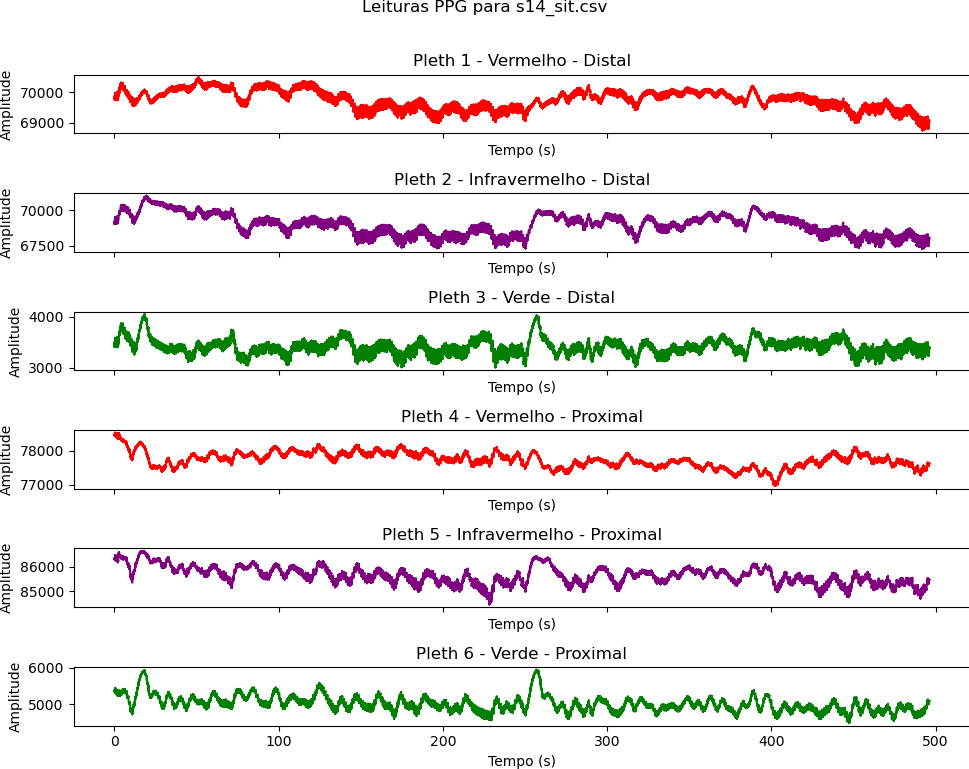 Leituras PPG para s14_sit.csv
Pleth 1 - Vermelho - Distal
Amplitude
70000
69000
Tempo (s)
Pleth 2 - Infravermelho - Distal
Amplitude
70000
67500
Tempo (s)
Pleth 3 - Verde - Distal
Amplitude
4000
3000
Tempo (s)
Pleth 4 - Vermelho - Proximal
Amplitude
78000
77000
Tempo (s)
Pleth 5 - Infravermelho - Proximal
Amplitude
86000
85000
Tempo (s)
Pleth 6 - Verde - Proximal
Amplitude
6000
5000
0 100 200 300 400 500
Tempo (s)